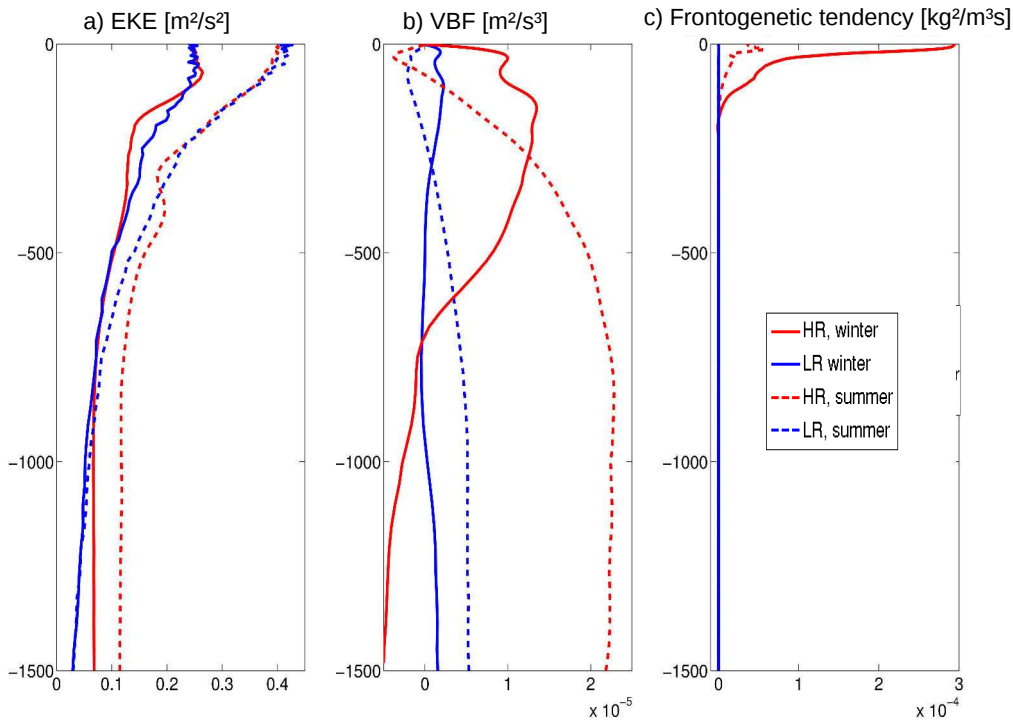 a) EKE [m²/s²]
b) VBF [m²/s³]
c) Frontogenetic tendency [kg²/m³s]
0
−500
−1000
−1500
0
0.1
0.2
0.3
0.4
0
−500
−1000
−1500
0
1
2
x 10⁻⁵
0
−500
−1000
−1500
0
1
2
3
x 10⁻⁴
HR, winter
LR winter
HR, summer
LR, summer